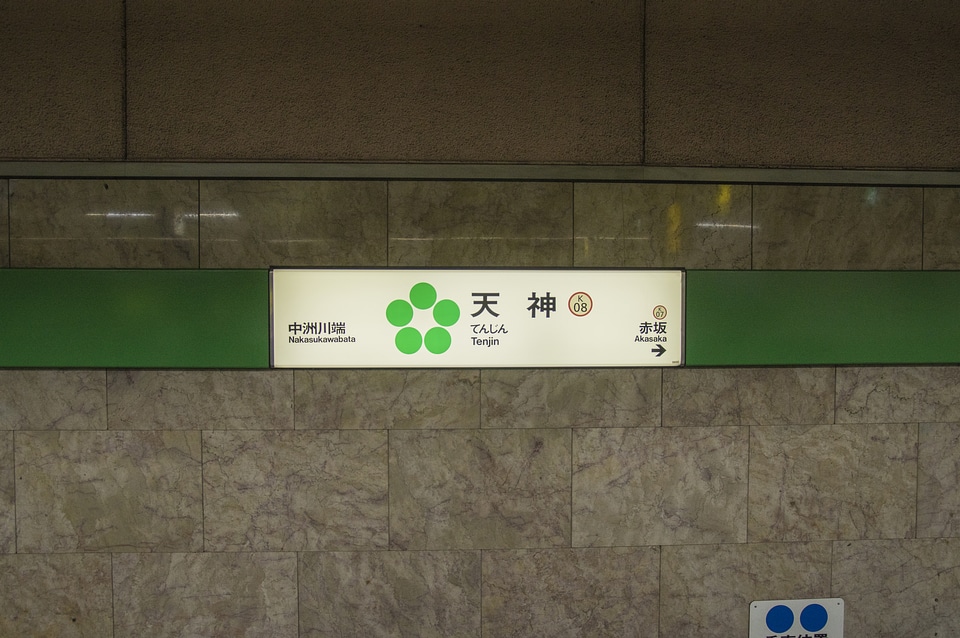 中洲川端
Nakasukawabata
天神
K
08
てんじん
Tenjin
K
07
赤坂
Akasaka